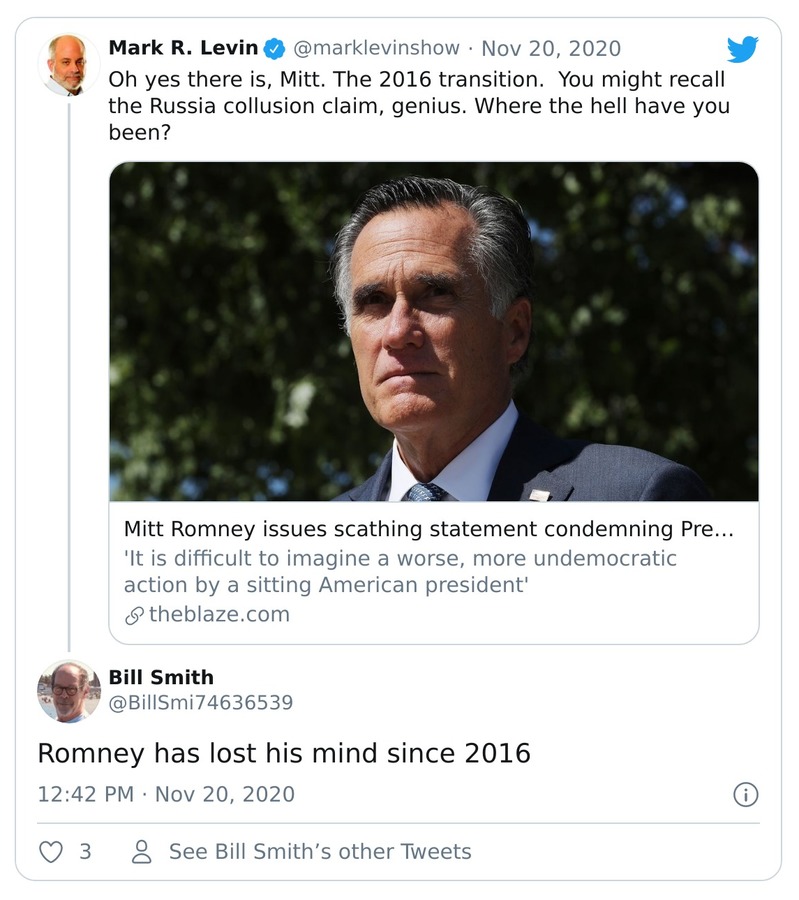 Mark R. Levin @marklevinshow · Nov 20, 2020
Oh yes there is, Mitt. The 2016 transition.  You might recall
the Russia collusion claim, genius. Where the hell have you
been?
Mitt Romney issues scathing statement condemning Pre...
'It is difficult to imagine a worse, more undemocratic
action by a sitting American president'
theblaze.com
Bill Smith
@BillSmi74636539
Romney has lost his mind since 2016
12:42 PM · Nov 20, 2020
3 See Bill Smith’s other Tweets